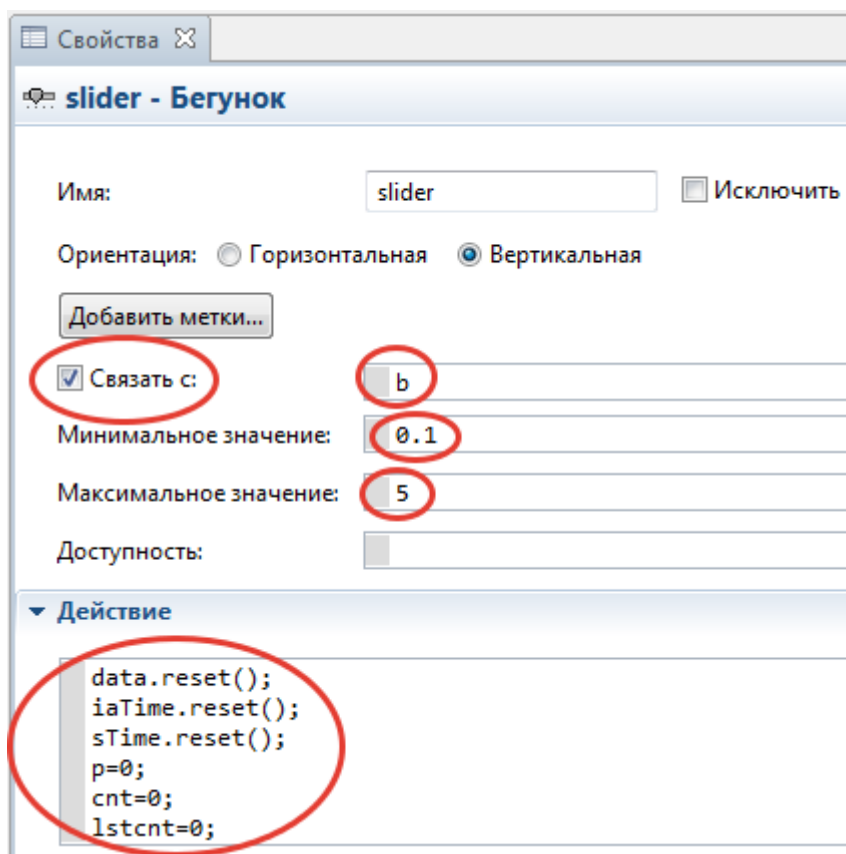 Свойства
slider - Бегунок
Имя: slider Исключить
Ориентация: Горизонтальная Вертикальная
Добавить метки...
Связать с: b
Минимальное значение: 0.1
Максимальное значение: 5
Доступность:
Действие
data.reset();
iaTime.reset();
sTime.reset();
p=0;
cnt=0;
lstcnt=0;